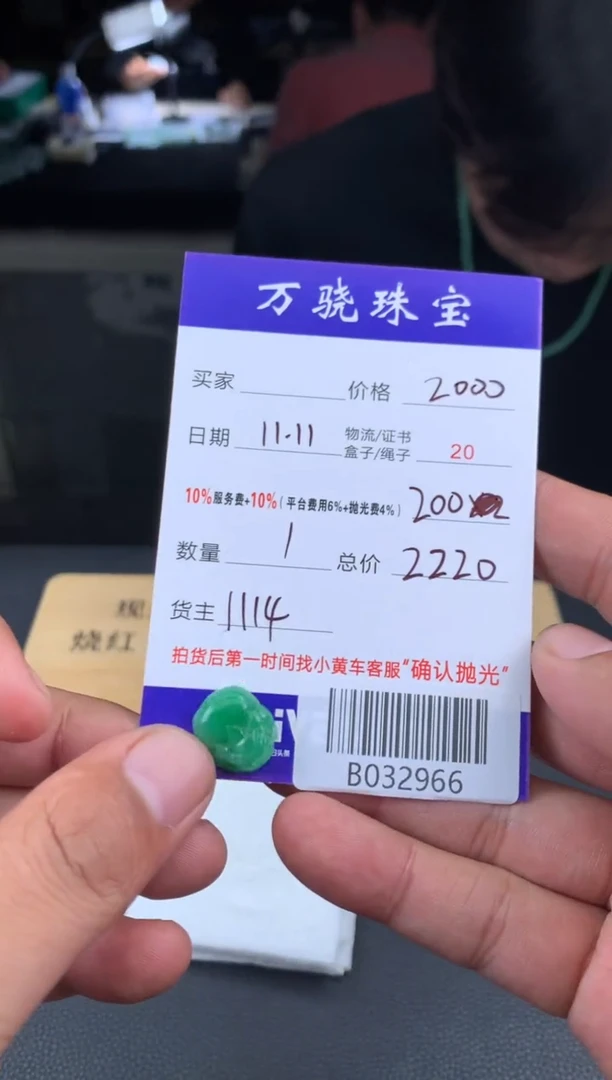 万骁珠宝
买家 价格 2000
日期 11.11 物流/证书 盒子/绳子 20
10%服务费+10%(平台费用6%+抛光费4%) 200
数量 1 总价 2220
货主 1114
拍货后第一时间找小黄车客服“确认抛光”
B032966
烧红